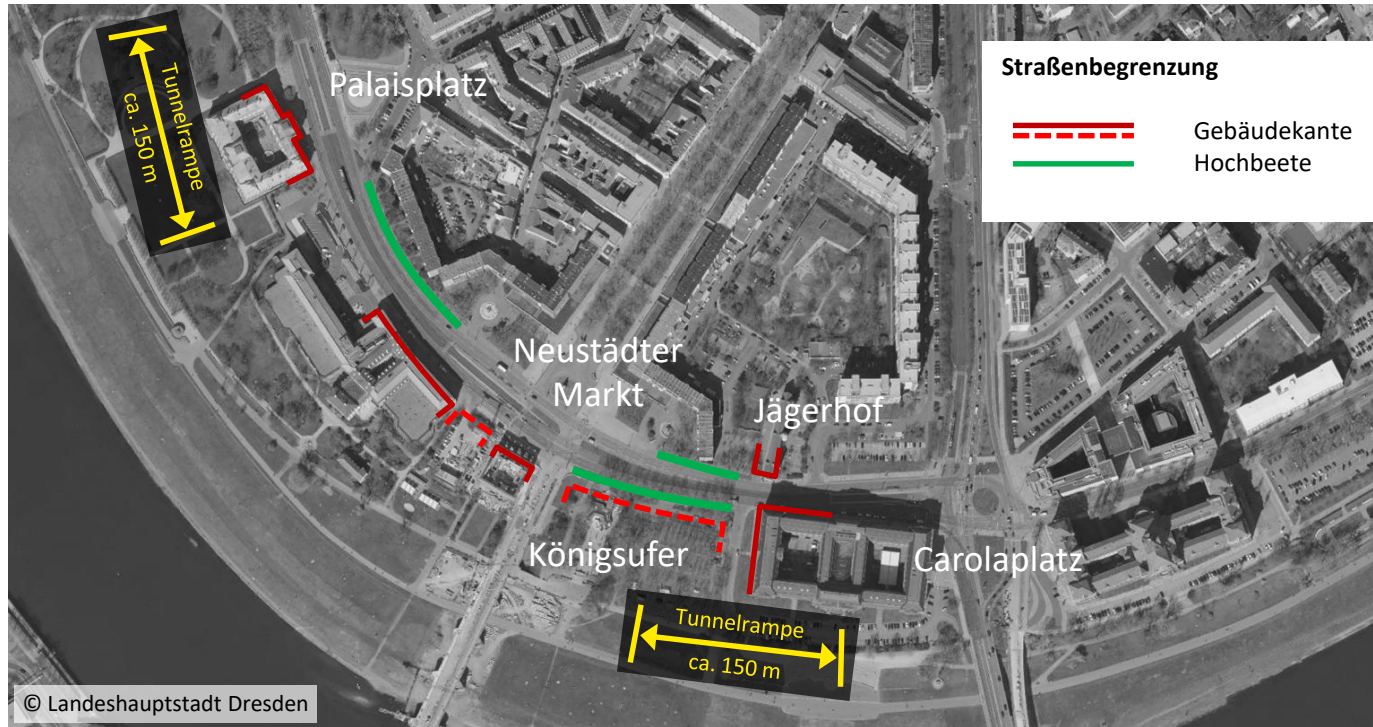 Tunnelrampe
ca. 150 m
Palaisplatz
Straßenbegrenzung
Gebäudekante
Hochbeete
Neustädter
Markt
Jägerhof
Königsufer
Carolaplatz
Tunnelrampe
ca. 150 m
© Landeshauptstadt Dresden